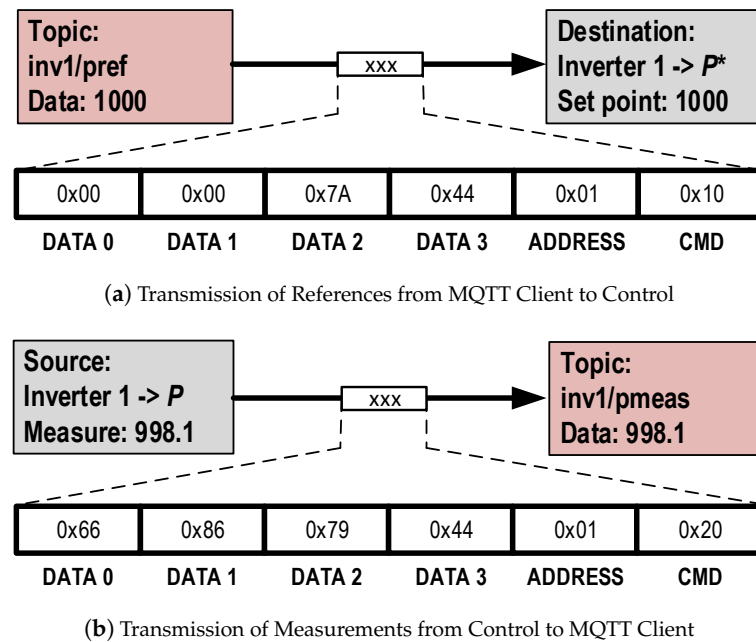 Topic:
inv1/pref
Data: 1000
xxx
Destination:
Inverter 1 -> P*
Set point: 1000
0x00 0x00 0x7A 0x44 0x01 0x10
DATA 0 DATA 1 DATA 2 DATA 3 ADDRESS CMD
(a) Transmission of References from MQTT Client to Control
Source:
Inverter 1 -> P
Measure: 998.1
xxx
Topic:
inv1/pmeas
Data: 998.1
0x66 0x86 0x79 0x44 0x01 0x20
DATA 0 DATA 1 DATA 2 DATA 3 ADDRESS CMD
(b) Transmission of Measurements from Control to MQTT Client